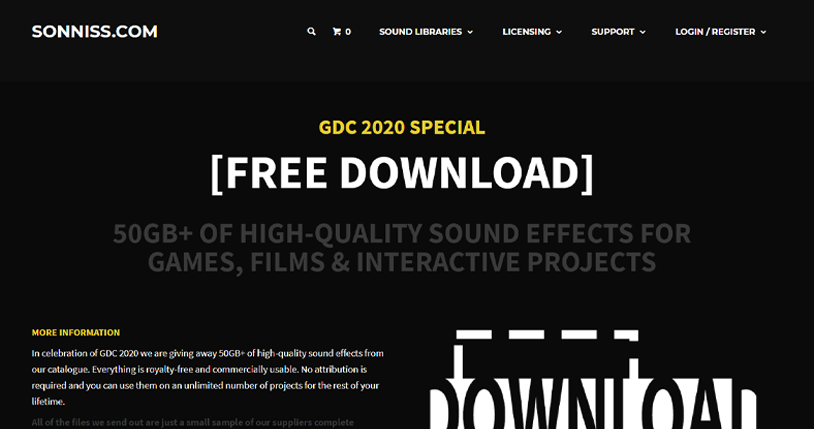 SONNISS.COM
0 SOUND LIBRARIES LICENSING SUPPORT LOGIN / REGISTER
GDC 2020 SPECIAL
[FREE DOWNLOAD]
50GB+ OF HIGH-QUALITY SOUND EFFECTS FOR
GAMES, FILMS & INTERACTIVE PROJECTS
MORE INFORMATION
In celebration of GDC 2020 we are giving away 50GB+ of high-quality sound effects from
our catalogue. Everything is royalty-free and commercially usable. No attribution is
required and you can use them on an unlimited number of projects for the rest of your
lifetime.
All of the files we send out are just a small sample of our suppliers complete
DOWNLOAD